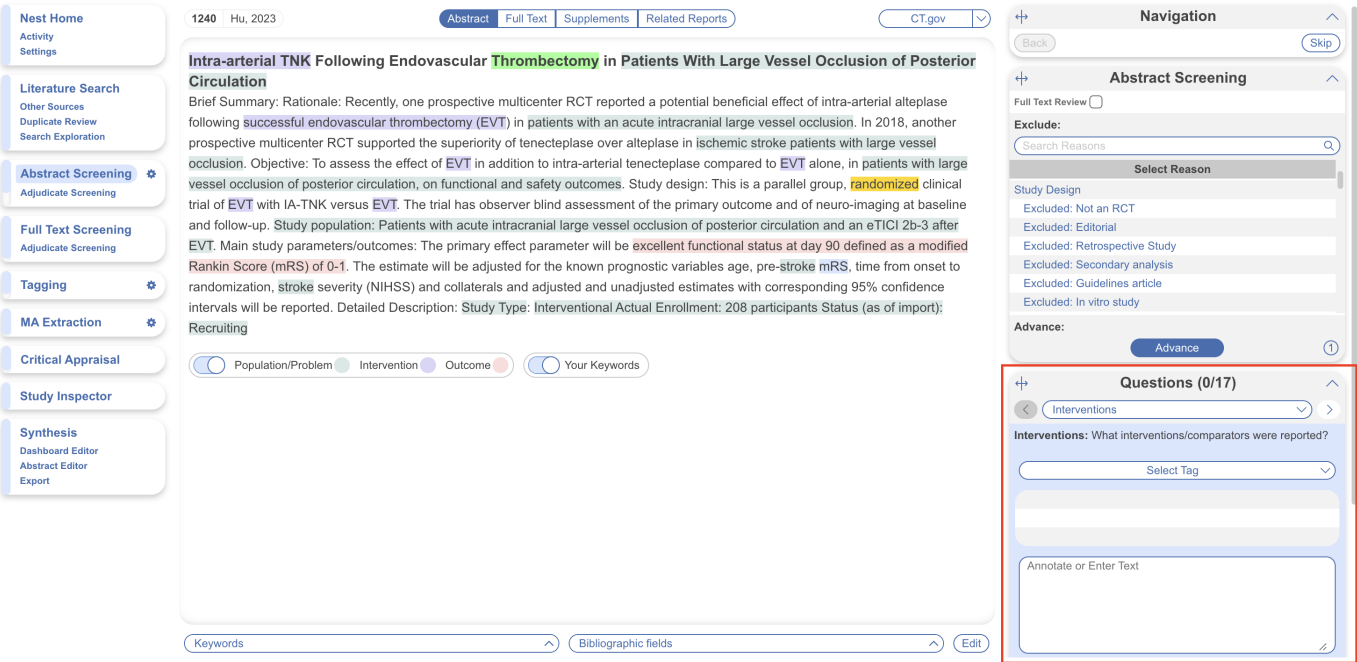 Nest Home
Activity
Settings
Literature Search
Other Sources
Duplicate Review
Search Exploration
Abstract Screening
Adjudicate Screening
Full Text Screening
Adjudicate Screening
Tagging
MA Extraction
Critical Appraisal
Study Inspector
Synthesis
Dashboard Editor
Abstract Editor
Export
1240 Hu, 2023
Abstract Full Text Supplements Related Reports
CT.gov
Intra-arterial TNK Following Endovascular Thrombectomy in Patients With Large Vessel Occlusion of Posterior
Circulation
Brief Summary: Rationale: Recently, one prospective multicenter RCT reported a potential beneficial effect of intra-arterial alteplase
following successful endovascular thrombectomy (EVT) in patients with an acute intracranial large vessel occlusion. In 2018, another
prospective multicenter RCT supported the superiority of tenecteplase over alteplase in ischemic stroke patients with large vessel
occlusion. Objective: To assess the effect of EVT in addition to intra-arterial tenecteplase compared to EVT alone, in patients with large
vessel occlusion of posterior circulation, on functional and safety outcomes. Study design: This is a parallel group, randomized clinical
trial of EVT with IA-TNK versus EVT. The trial has observer blind assessment of the primary outcome and of neuro-imaging at baseline
and follow-up. Study population: Patients with acute intracranial large vessel occlusion of posterior circulation and an eTICI 2b-3 after
EVT. Main study parameters/outcomes: The primary effect parameter will be excellent functional status at day 90 defined as a modified
Rankin Score (mRS) of 0-1. The estimate will be adjusted for the known prognostic variables age, pre-stroke mRS, time from onset to
randomization, stroke severity (NIHSS) and collaterals and adjusted and unadjusted estimates with corresponding 95% confidence
intervals will be reported. Detailed Description: Study Type: Interventional Actual Enrollment: 208 participants Status (as of import):
Recruiting
Population/Problem Intervention Outcome Your Keywords
Keywords
Bibliographic fields
Edit
Navigation
Back Skip
Abstract Screening
Full Text Review
Exclude:
Search Reasons
Select Reason
Study Design
Excluded: Not an RCT
Excluded: Editorial
Excluded: Retrospective Study
Excluded: Secondary analysis
Excluded: Guidelines article
Excluded: In vitro study
Advance:
Advance 1
Questions (0/17)
Interventions
Interventions: What interventions/comparators were reported?
Select Tag
Annotate or Enter Text